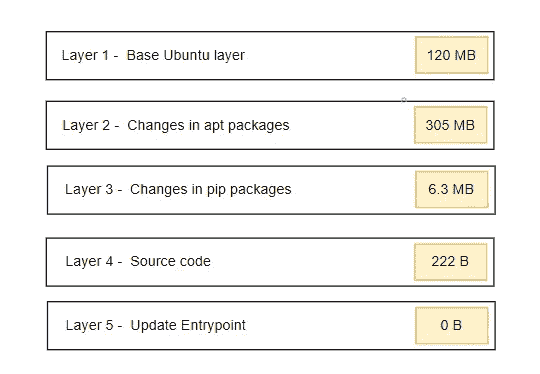 Layer 1 - Base Ubuntu layer 120 MB
Layer 2 - Changes in apt packages 305 MB
Layer 3 - Changes in pip packages 6.3 MB
Layer 4 - Source code 222 B
Layer 5 - Update Entrypoint 0 B